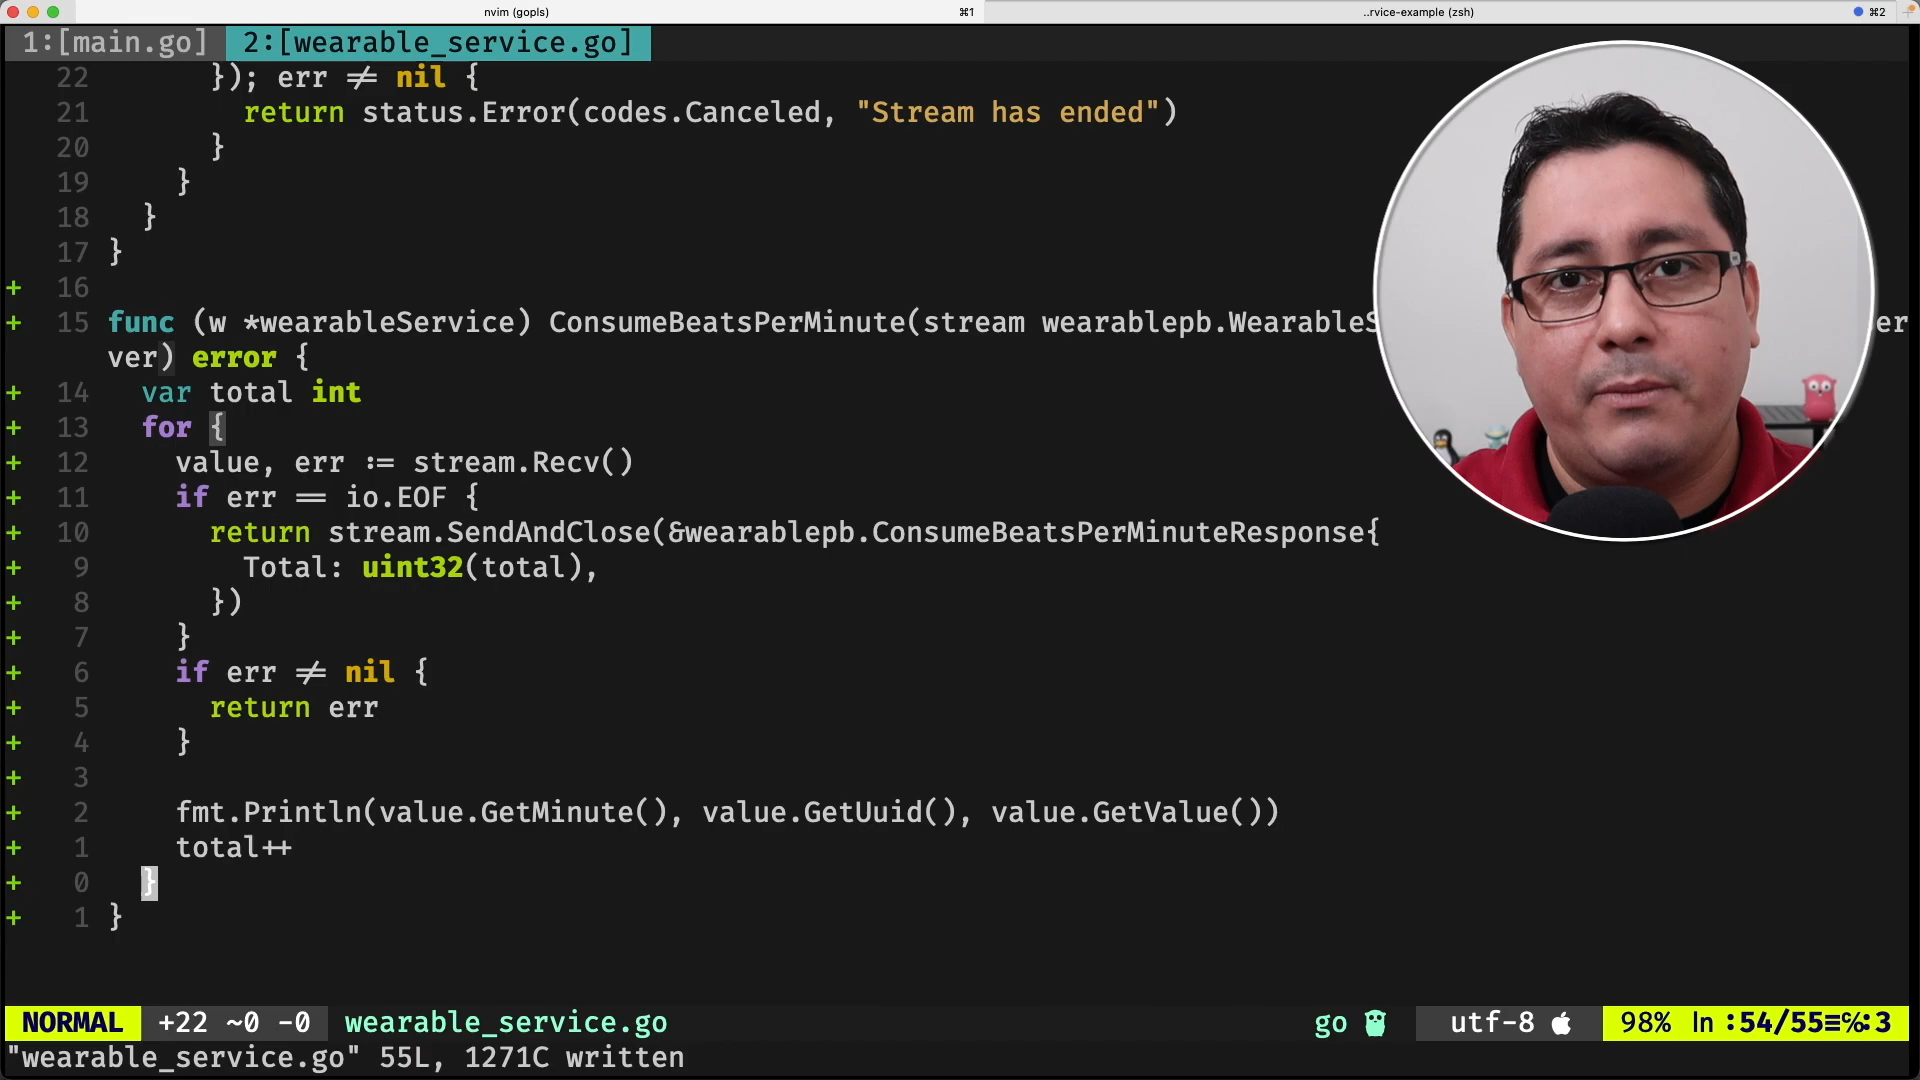 nvim (gopls) ⌘1 ..rvice-example (zsh) ⌘2
1:[main.go] 2:[wearable_service.go]
22 }); err ≠ nil {
21 return status.Error(codes.Canceled, "Stream has ended")
20 }
19 }
18 }
17 }
+ 16
+ 15 func (w *wearableService) ConsumeBeatsPerMinute(stream wearablepb.Wearable er
ver) error {
+ 14 var total int
+ 13 for {
+ 12 value, err := stream.Recv()
+ 11 if err == io.EOF {
+ 10 return stream.SendAndClose(&wearablepb.ConsumeBeatsPerMinuteResponse{
+ 9 Total: uint32(total),
+ 8 })
+ 7 }
+ 6 if err ≠ nil {
+ 5 return err
+ 4 }
+ 3
+ 2 fmt.Println(value.GetMinute(), value.GetUuid(), value.GetValue())
+ 1 total++
+ 0 }
+ 1 }
NORMAL +22 ~0 -0 wearable_service.go go utf-8 98% ln :54/55≡℅:3
"wearable_service.go" 55L, 1271C written